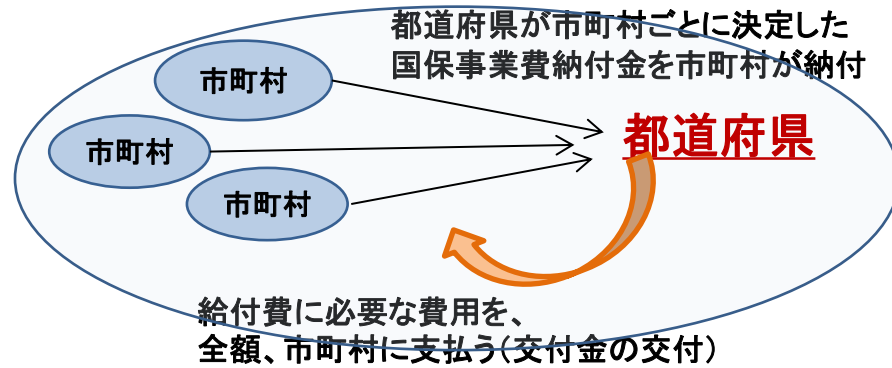 都道府県が市町村ごとに決定した
国保事業費納付金を市町村が納付
市町村
市町村
市町村
都道府県
給付費に必要な費用を、
全額、市町村に支払う(交付金の交付)